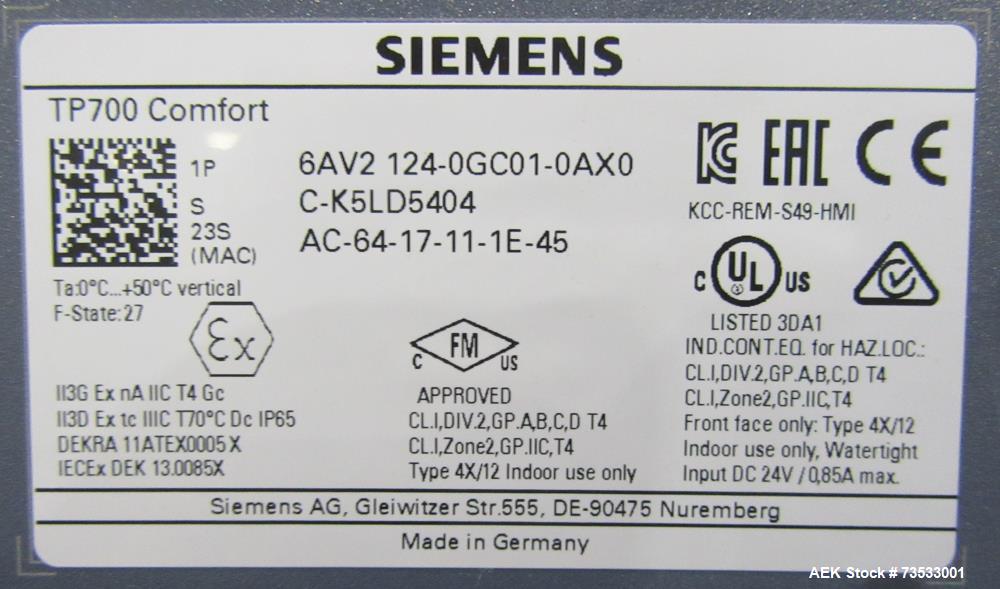 SIEMENS
TP700 Comfort
1P 6AV2 124-0GC01-0AX0
S C-K5LD5404
23S AC-64-17-11-1E-45
(MAC)
Ta:0°C...+50°C vertical
F-State:27
εx
II3G Ex nA IIC T4 Gc
II3D Ex tc IIIC T70°C Dc IP65
DEKRA 11ATEX0005 X
IECEx DEK 13.0085X
C FM US
APPROVED
CL.I,DIV.2,GP.A,B,C,D T4
CL.I,Zone2,GP.IIC,T4
Type 4X/12 Indoor use only
KC EAC CE
KCC-REM-S49-HMI
C UL US
LISTED 3DA1
IND.CONT.EQ. for HAZ.LOC.:
CL.I,DIV.2,GP.A,B,C,D T4
CL.I,Zone2,GP.IIC,T4
Front face only: Type 4X/12
Indoor use only, Watertight
Input DC 24V / 0,85A max.
Siemens AG, Gleiwitzer Str.555, DE-90475 Nuremberg
Made in Germany
AEK Stock # 73533001